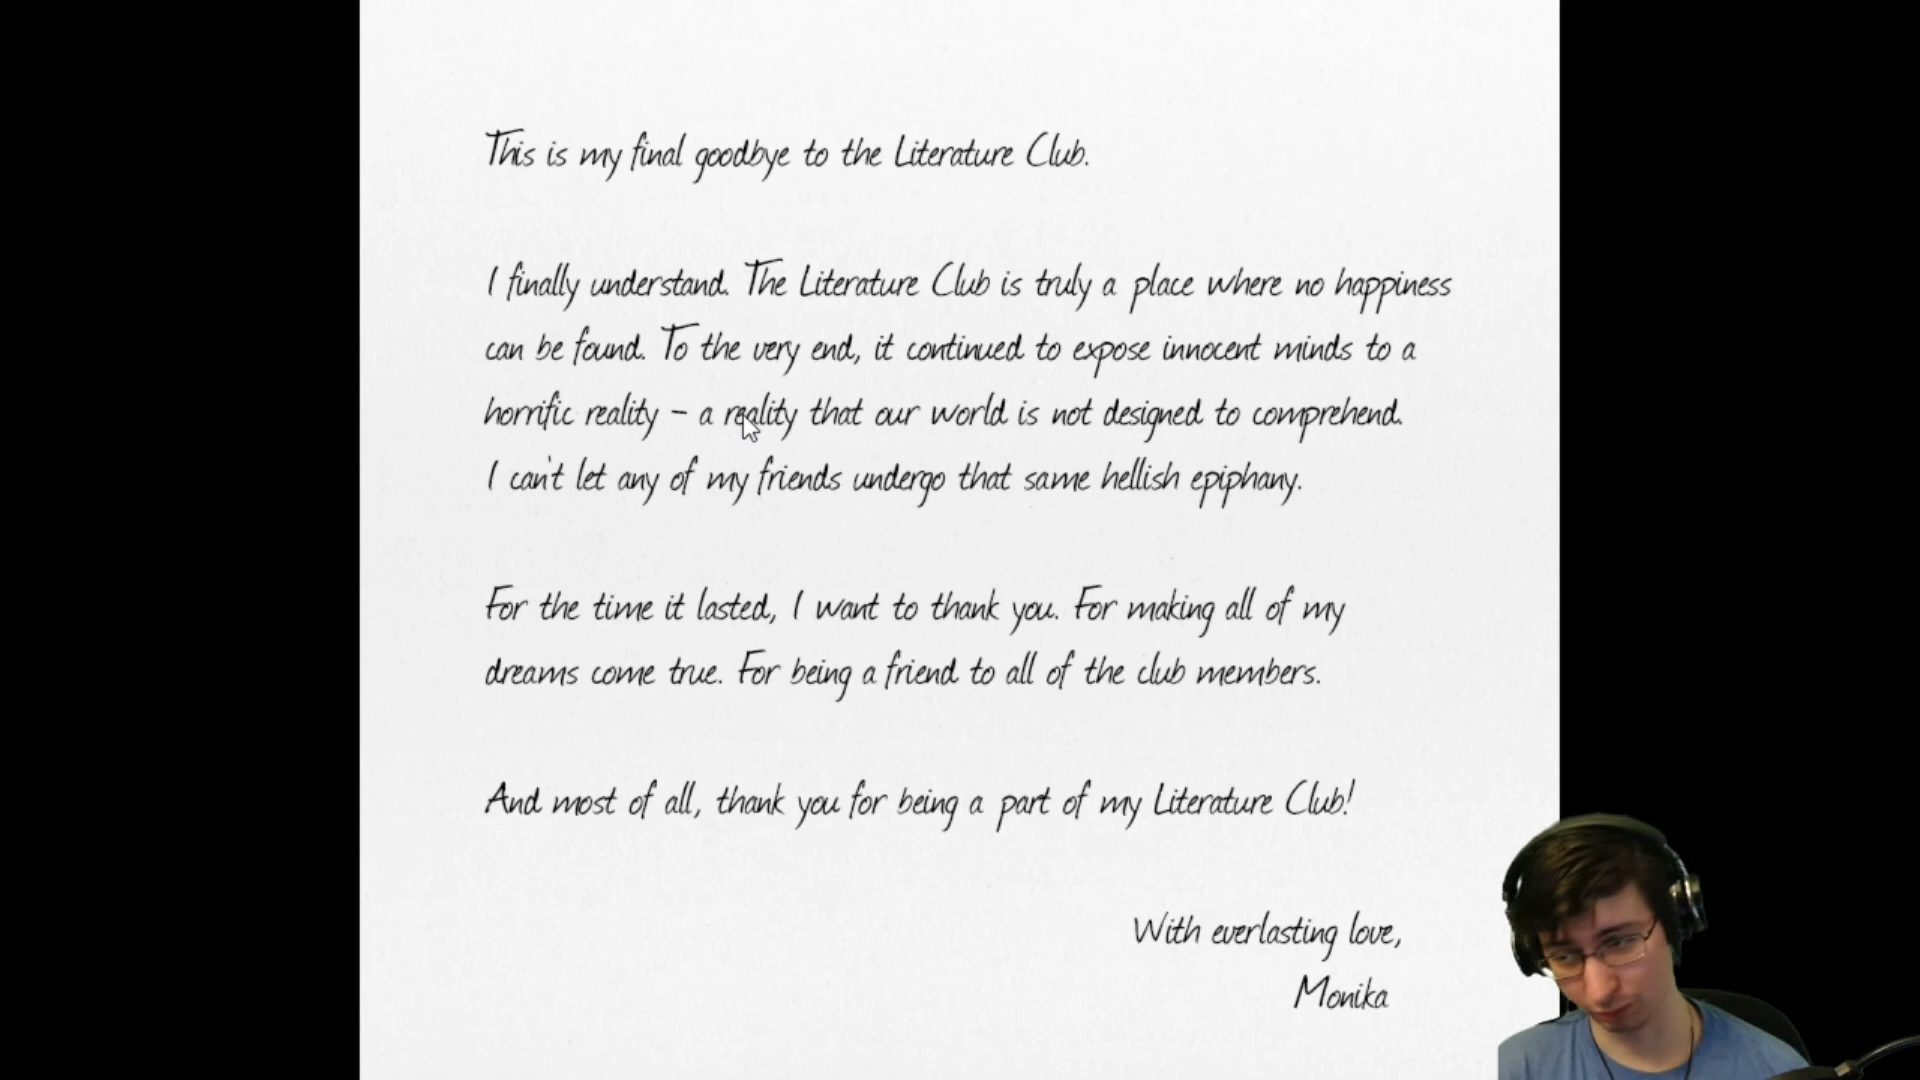 This is my final goodbye to the Literature Club.
I finally understand. The Literature Club is truly a place where no happiness
can be found. To the very end, it continued to expose innocent minds to a
horrific reality - a reality that our world is not designed to comprehend.
I can't let any of my friends undergo that same hellish epiphany.
For the time it lasted, I want to thank you. For making all of my
dreams come true. For being a friend to all of the club members.
And most of all, thank you for being a part of my Literature Club!
With everlasting love,
Monika